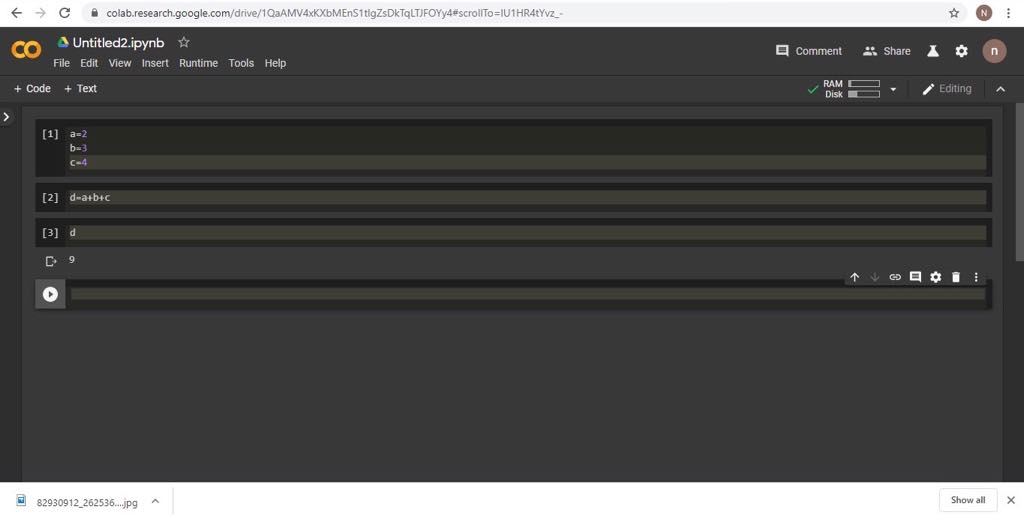 colab.research.google.com/drive/1QaAMV4xKXbMEnS1tlgZsDkTqLTJFOYy4#scrollTo=IU1HR4tYvz_-
N
Untitled2.ipynb
File Edit View Insert Runtime Tools Help
Comment Share n
+ Code + Text
RAM
Disk
Editing
[1] a=2
b=3
c=4
[2] d=a+b+c
[3] d
9
82930912_262536....jpg
Show all